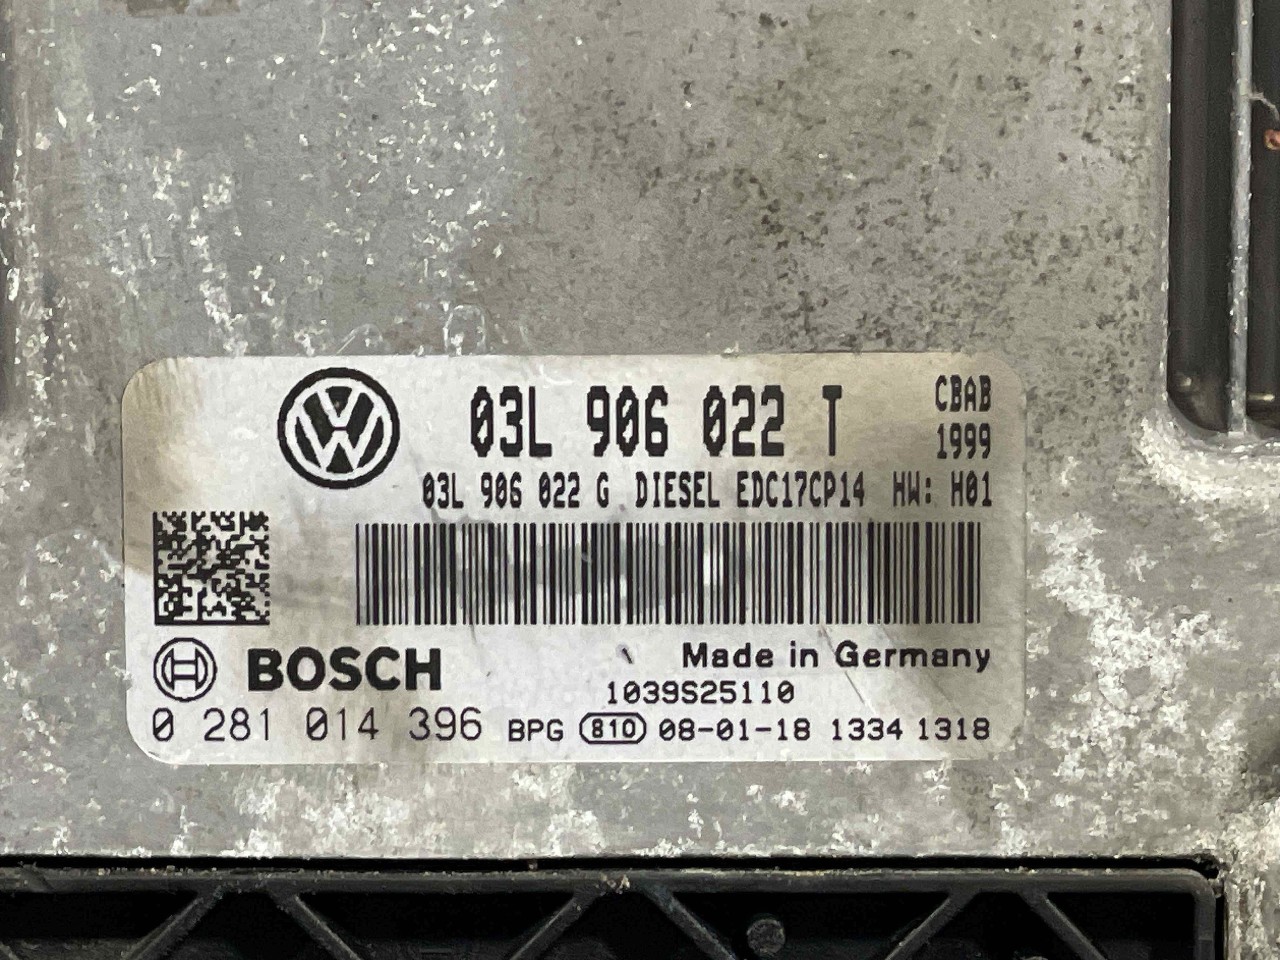 03L 906 022 T CBAB
1999
03L 906 022 G DIESEL EDC17CP14 HW: H01
BOSCH Made in Germany
1039S25110
0 281 014 396 BPG 810 08-01-18 1334 1318